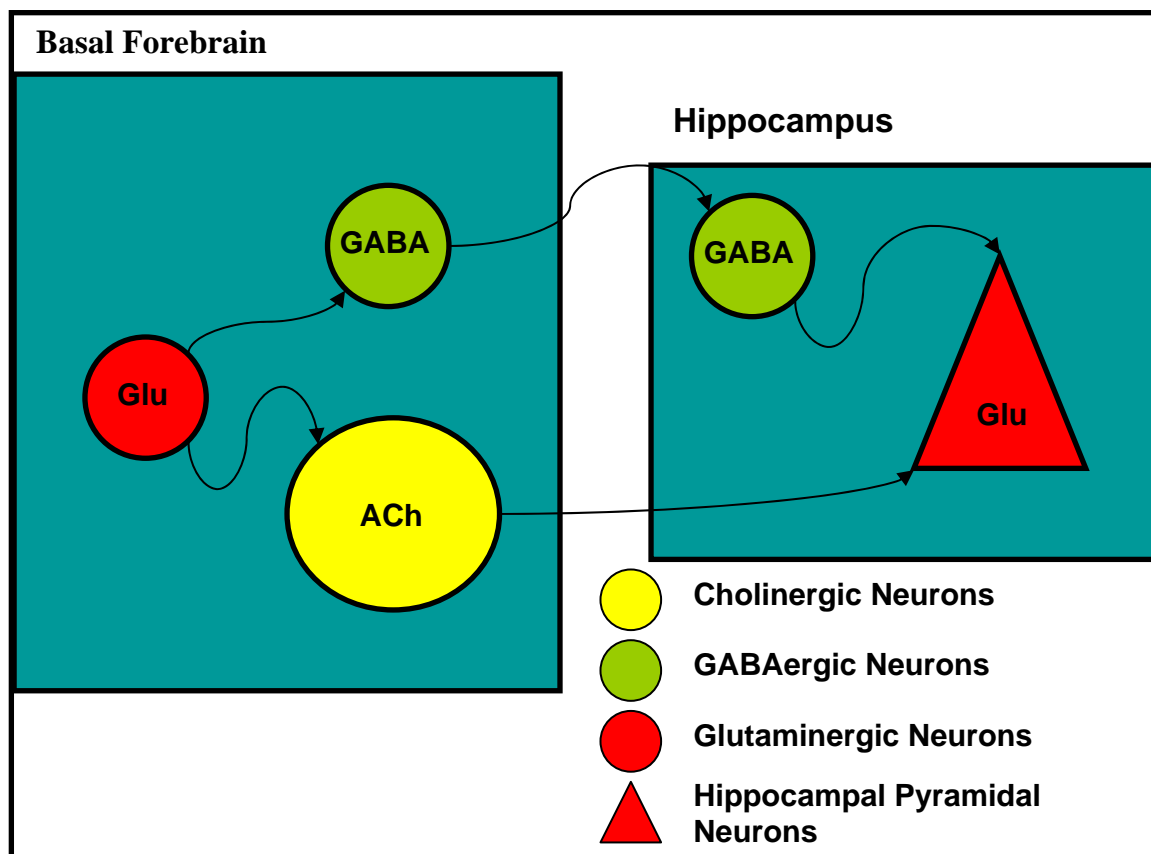 Basal Forebrain
Hippocampus
GABA
GABA
Glu
Glu
ACh
Cholinergic Neurons
GABAergic Neurons
Glutaminergic Neurons
Hippocampal Pyramidal
Neurons